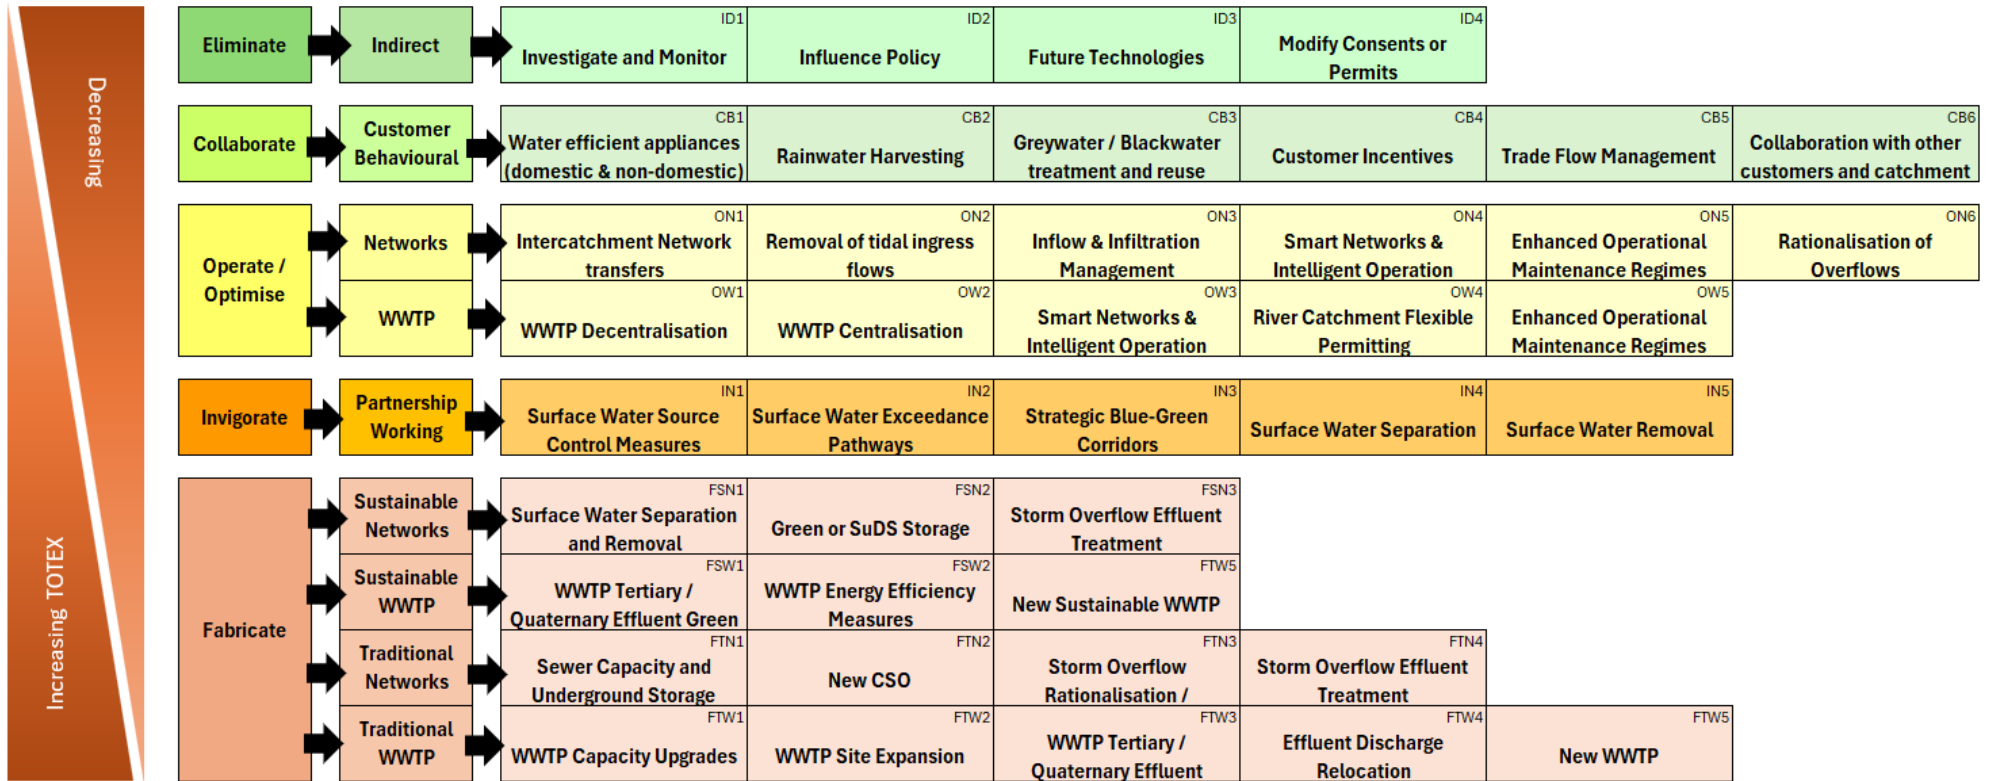 Decreasing
Increasing TOTEX
Eliminate
Indirect
ID1
Investigate and Monitor
ID2
Influence Policy
ID3
Future Technologies
ID4
Modify Consents or
Permits
Collaborate
Customer
Behavioural
CB1
Water efficient appliances
(domestic & non-domestic)
CB2
Rainwater Harvesting
CB3
Greywater / Blackwater
treatment and reuse
CB4
Customer Incentives
CB5
Trade Flow Management
CB6
Collaboration with other
customers and catchment
Operate /
Optimise
Networks
ON1
Intercatchment Network
transfers
ON2
Removal of tidal ingress
flows
ON3
Inflow & Infiltration
Management
ON4
Smart Networks &
Intelligent Operation
ON5
Enhanced Operational
Maintenance Regimes
ON6
Rationalisation of
Overflows
WWTP
OW1
WWTP Decentralisation
OW2
WWTP Centralisation
OW3
Smart Networks &
Intelligent Operation
OW4
River Catchment Flexible
Permitting
OW5
Enhanced Operational
Maintenance Regimes
Invigorate
Partnership
Working
IN1
Surface Water Source
Control Measures
IN2
Surface Water Exceedance
Pathways
IN3
Strategic Blue-Green
Corridors
IN4
Surface Water Separation
IN5
Surface Water Removal
Fabricate
Sustainable
Networks
FSN1
Surface Water Separation
and Removal
FSN2
Green or SuDS Storage
FSN3
Storm Overflow Effluent
Treatment
Sustainable
WWTP
FSW1
WWTP Tertiary /
Quaternary Effluent Green
FSW2
WWTP Energy Efficiency
Measures
FTW5
New Sustainable WWTP
Traditional
Networks
FTN1
Sewer Capacity and
Underground Storage
FTN2
New CSO
FTN3
Storm Overflow
Rationalisation /
FTN4
Storm Overflow Effluent
Treatment
Traditional
WWTP
FTW1
WWTP Capacity Upgrades
FTW2
WWTP Site Expansion
FTW3
WWTP Tertiary /
Quaternary Effluent
FTW4
Effluent Discharge
Relocation
FTW5
New WWTP